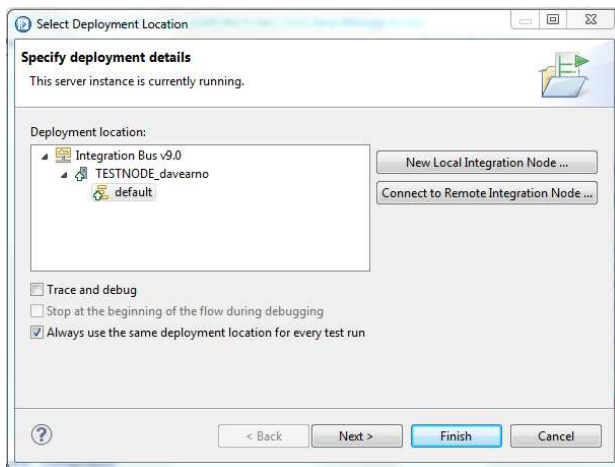 Select Deployment Location
Specify deployment details
This server instance is currently running.
Deployment location:
Integration Bus v9.0
TESTNODE_davearno
default
New Local Integration Node ...
Connect to Remote Integration Node ...
Trace and debug
Stop at the beginning of the flow during debugging
Always use the same deployment location for every test run
?
< Back
Next >
Finish
Cancel